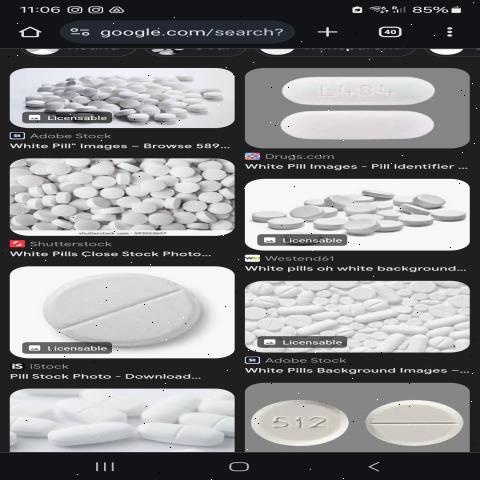 11:06
85%
google.com/search?
40
Licensable
Adobe Stock
White Pill" Images – Browse 589...
L484
Drugs.com
White Pill Images - Pill Identifier ...
Shutterstock
White Pills Close Stock Photo...
Licensable
Westend61
White pills on white background...
Licensable
iStock
Pill Stock Photo - Download...
Licensable
Adobe Stock
White Pills Background Images –...
512